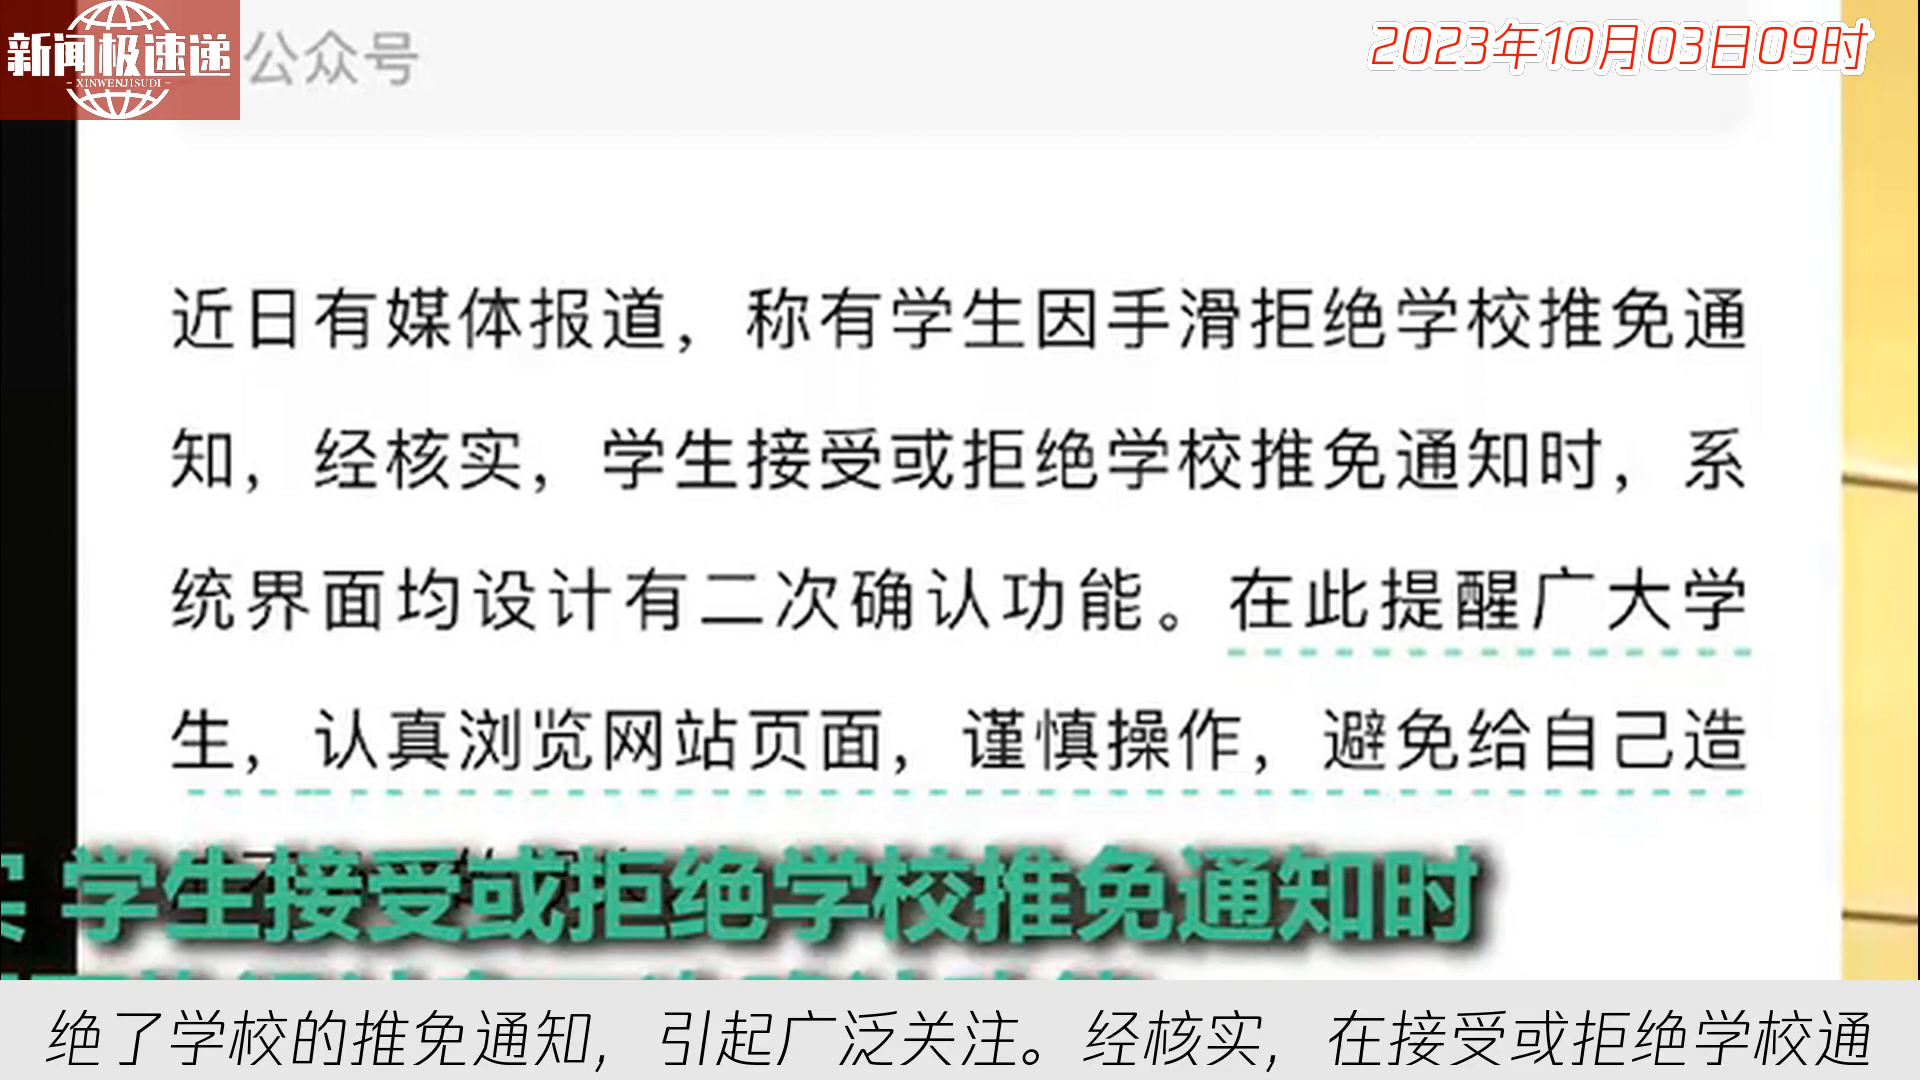 新闻极速递
XINWENJISUDI
公众号
2023年10月03日09时
近日有媒体报道，称有学生因手滑拒绝学校推免通
知，经核实，学生接受或拒绝学校推免通知时，系
统界面均设计有二次确认功能。在此提醒广大学
生，认真浏览网站页面，谨慎操作，避免给自己造
学生接受或拒绝学校推免通知时
绝了学校的推免通知，引起广泛关注。经核实，在接受或拒绝学校通